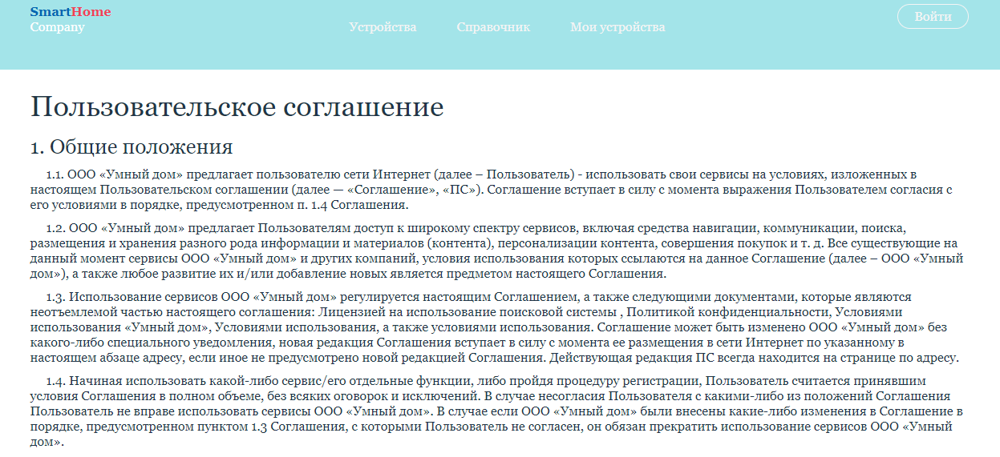 SmartHome
Company
Устройства Справочник Мои устройства
Войти
Пользовательское соглашение
1. Общие положения
1.1. ООО «Умный дом» предлагает пользователю сети Интернет (далее – Пользователь) - использовать свои сервисы на условиях, изложенных в
настоящем Пользовательском соглашении (далее — «Соглашение», «ПС»). Соглашение вступает в силу с момента выражения Пользователем согласия с
его условиями в порядке, предусмотренном п. 1.4 Соглашения.
1.2. ООО «Умный дом» предлагает Пользователям доступ к широкому спектру сервисов, включая средства навигации, коммуникации, поиска,
размещения и хранения разного рода информации и материалов (контента), персонализации контента, совершения покупок и т. д. Все существующие на
данный момент сервисы ООО «Умный дом» и других компаний, условия использования которых ссылаются на данное Соглашение (далее – ООО «Умный
дом»), а также любое развитие их и/или добавление новых является предметом настоящего Соглашения.
1.3. Использование сервисов ООО «Умный дом» регулируется настоящим Соглашением, а также следующими документами, которые являются
неотъемлемой частью настоящего соглашения: Лицензией на использование поисковой системы , Политикой конфиденциальности, Условиями
использования «Умный дом», Условиями использования, а также условиями использования. Соглашение может быть изменено ООО «Умный дом» без
какого-либо специального уведомления, новая редакция Соглашения вступает в силу с момента ее размещения в сети Интернет по указанному в
настоящем абзаце адресу, если иное не предусмотрено новой редакцией Соглашения. Действующая редакция ПС всегда находится на странице по адресу.
1.4. Начиная использовать какой-либо сервис/его отдельные функции, либо пройдя процедуру регистрации, Пользователь считается принявшим
условия Соглашения в полном объеме, без всяких оговорок и исключений. В случае несогласия Пользователя с какими-либо из положений Соглашения
Пользователь не вправе использовать сервисы ООО «Умный дом». В случае если ООО «Умный дом» были внесены какие-либо изменения в Соглашение в
порядке, предусмотренном пунктом 1.3 Соглашения, с которыми Пользователь не согласен, он обязан прекратить использование сервисов ООО «Умный
дом».